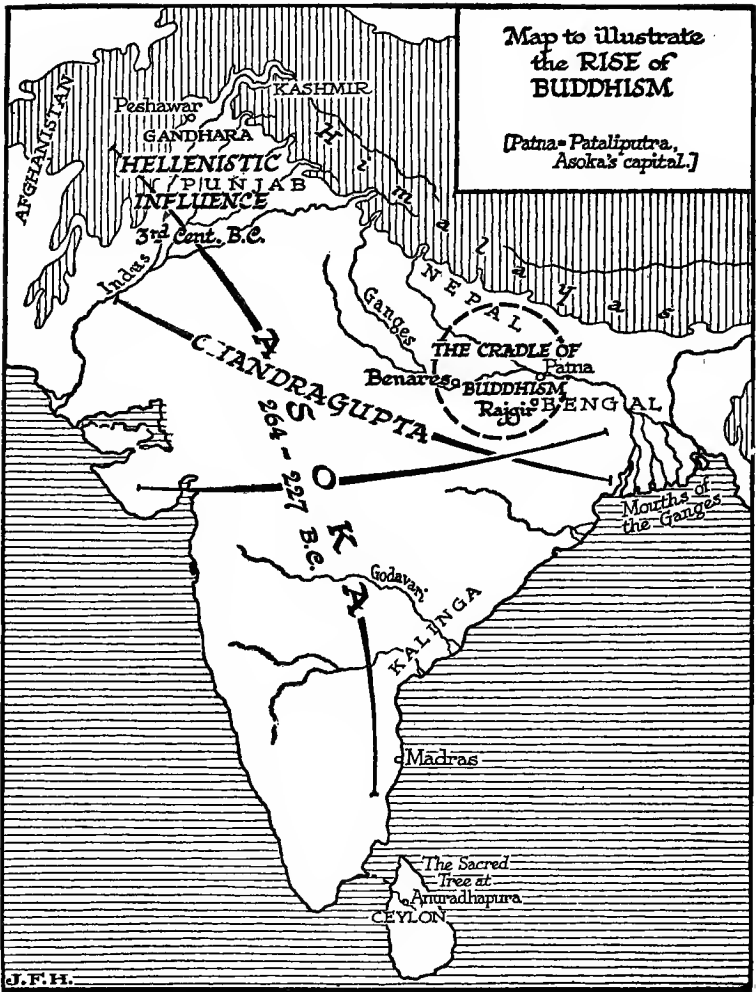 Map to illustrate
the RISE of
BUDDHISM
[Patna=Pataliputra,
Asoka's capital.]
AFGHANISTAN
KASHMIR
Peshawar
GANDHARA
Himalayas
HELLENISTIC
PUNJAB
INFLUENCE
3rd Cent. B.C.
Indus
NEPAL
Ganges
THE CRADLE OF
Patna
Benares
BUDDHISM
Rajgir
BENGAL
CHANDRAGUPTA
ASOKA
264-227 B.C.
Mouths of
the Ganges
Godavari
KALINGA
Madras
The Sacred
Tree at
Anuradhapura
CEYLON
J.F.H.